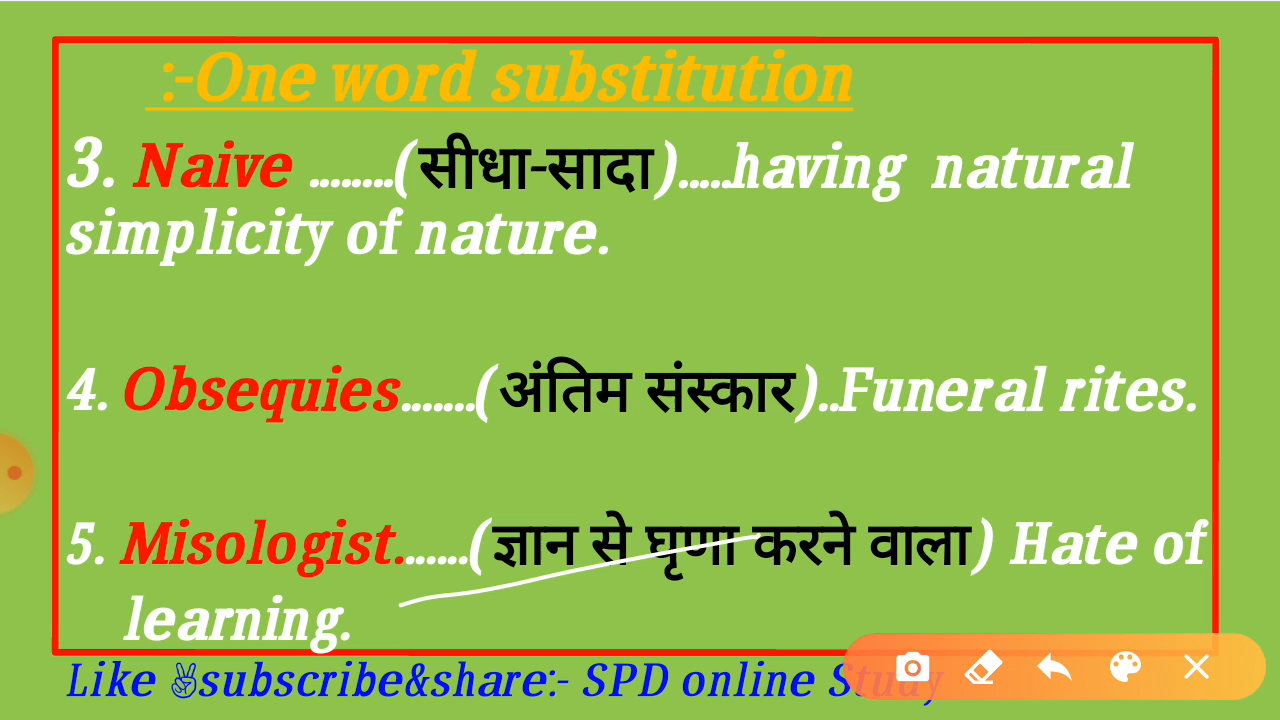 :-One word substitution
3. Naive ........(सीधा-सादा).....having natural
simplicity of nature.
4. Obsequies.......(अंतिम संस्कार)..Funeral rites.
5. Misologist.......(ज्ञान से घृणा करने वाला) Hate of
learning.
Like ✌subscribe&share:- SPD online Study